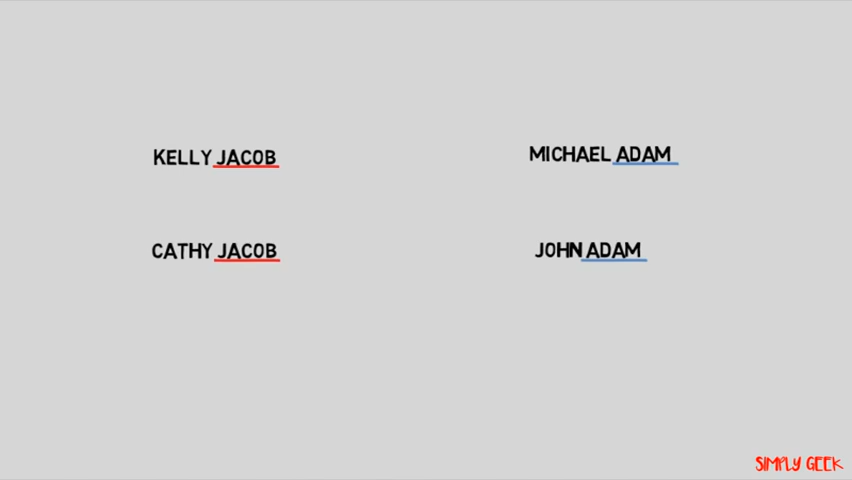 KELLY JACOB
MICHAEL ADAM
CATHY JACOB
JOHN ADAM
SIMPLY GEEK